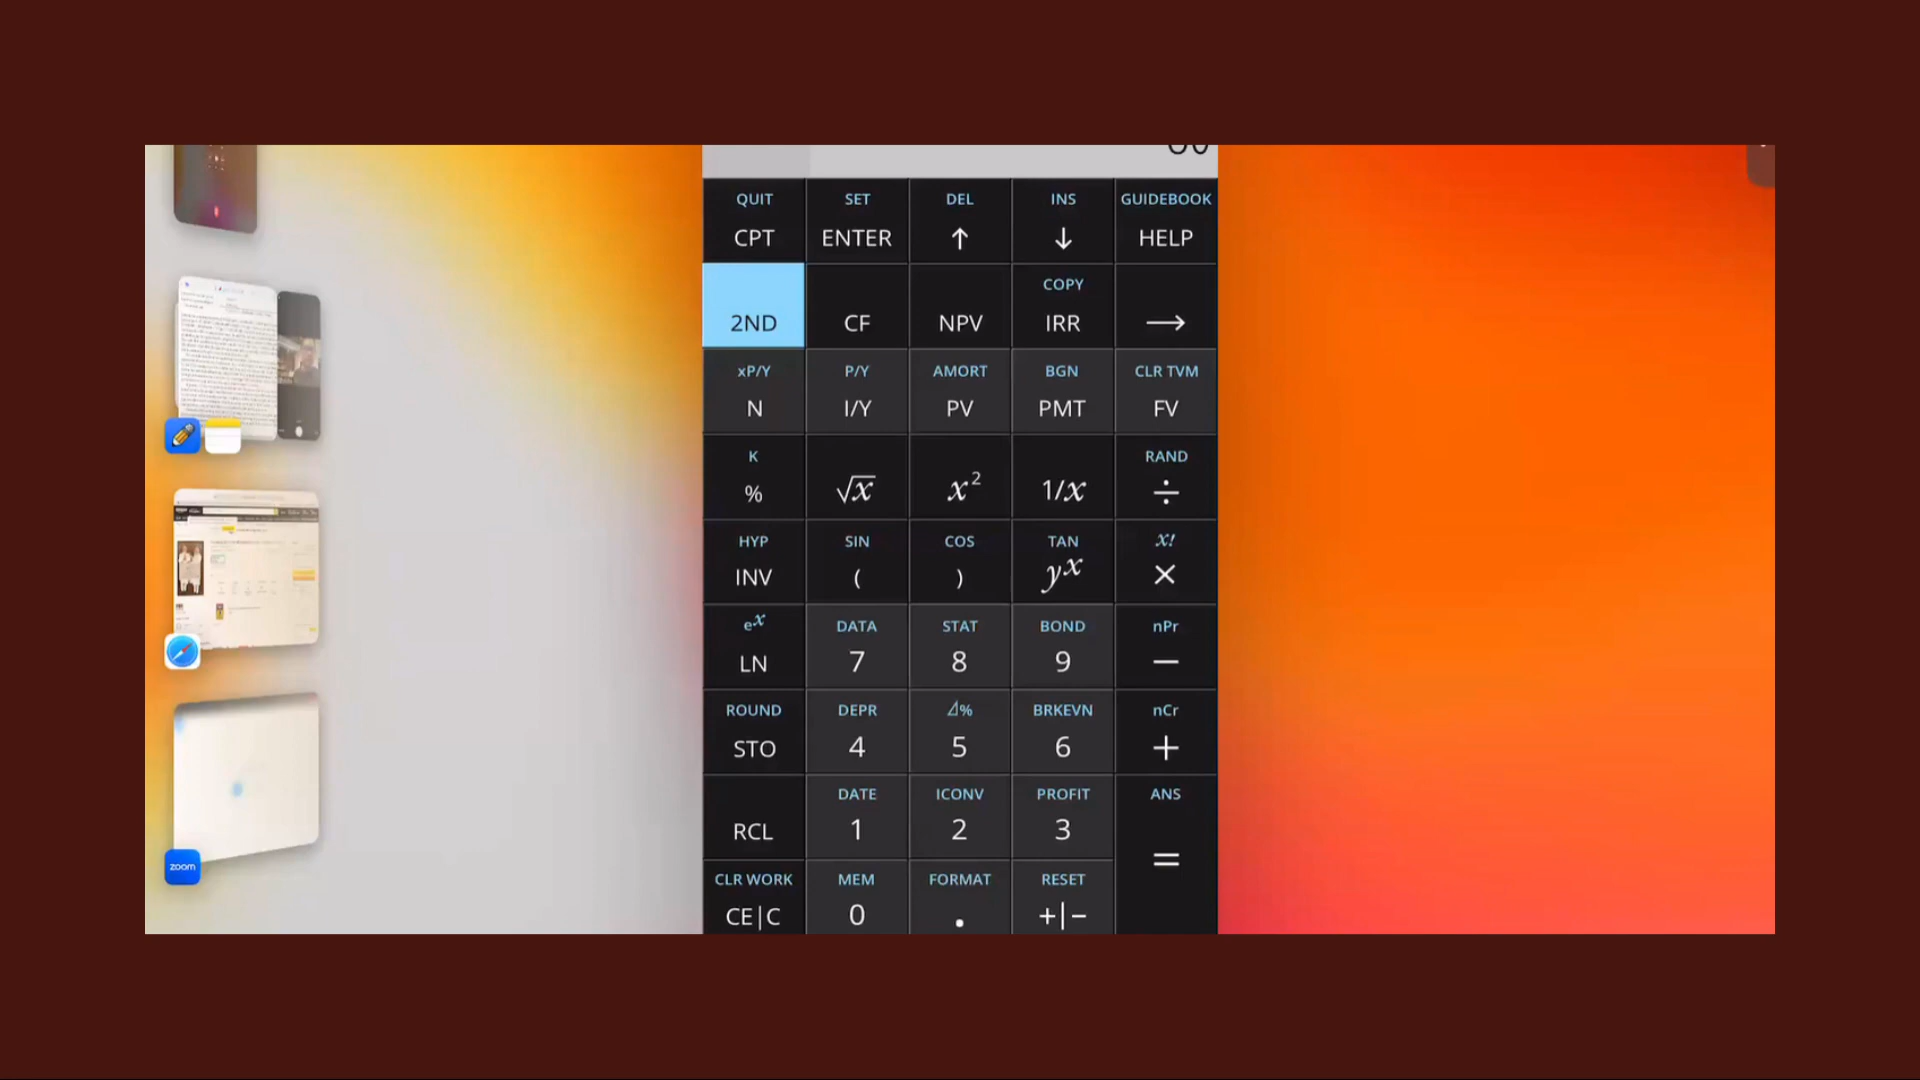 QUIT SET DEL INS GUIDEBOOK
CPT ENTER ↑ ↓ HELP
COPY
2ND CF NPV IRR →
xP/Y P/Y AMORT BGN CLR TVM
N I/Y PV PMT FV
K RAND
% √x x² 1/x ÷
HYP SIN COS TAN x!
INV ( ) yˣ ×
eˣ DATA STAT BOND nPr
LN 7 8 9 −
ROUND DEPR ⊿% BRKEVN nCr
STO 4 5 6 +
DATE ICONV PROFIT ANS
RCL 1 2 3 =
CLR WORK MEM FORMAT RESET
CE|C 0 . +|−
zoom